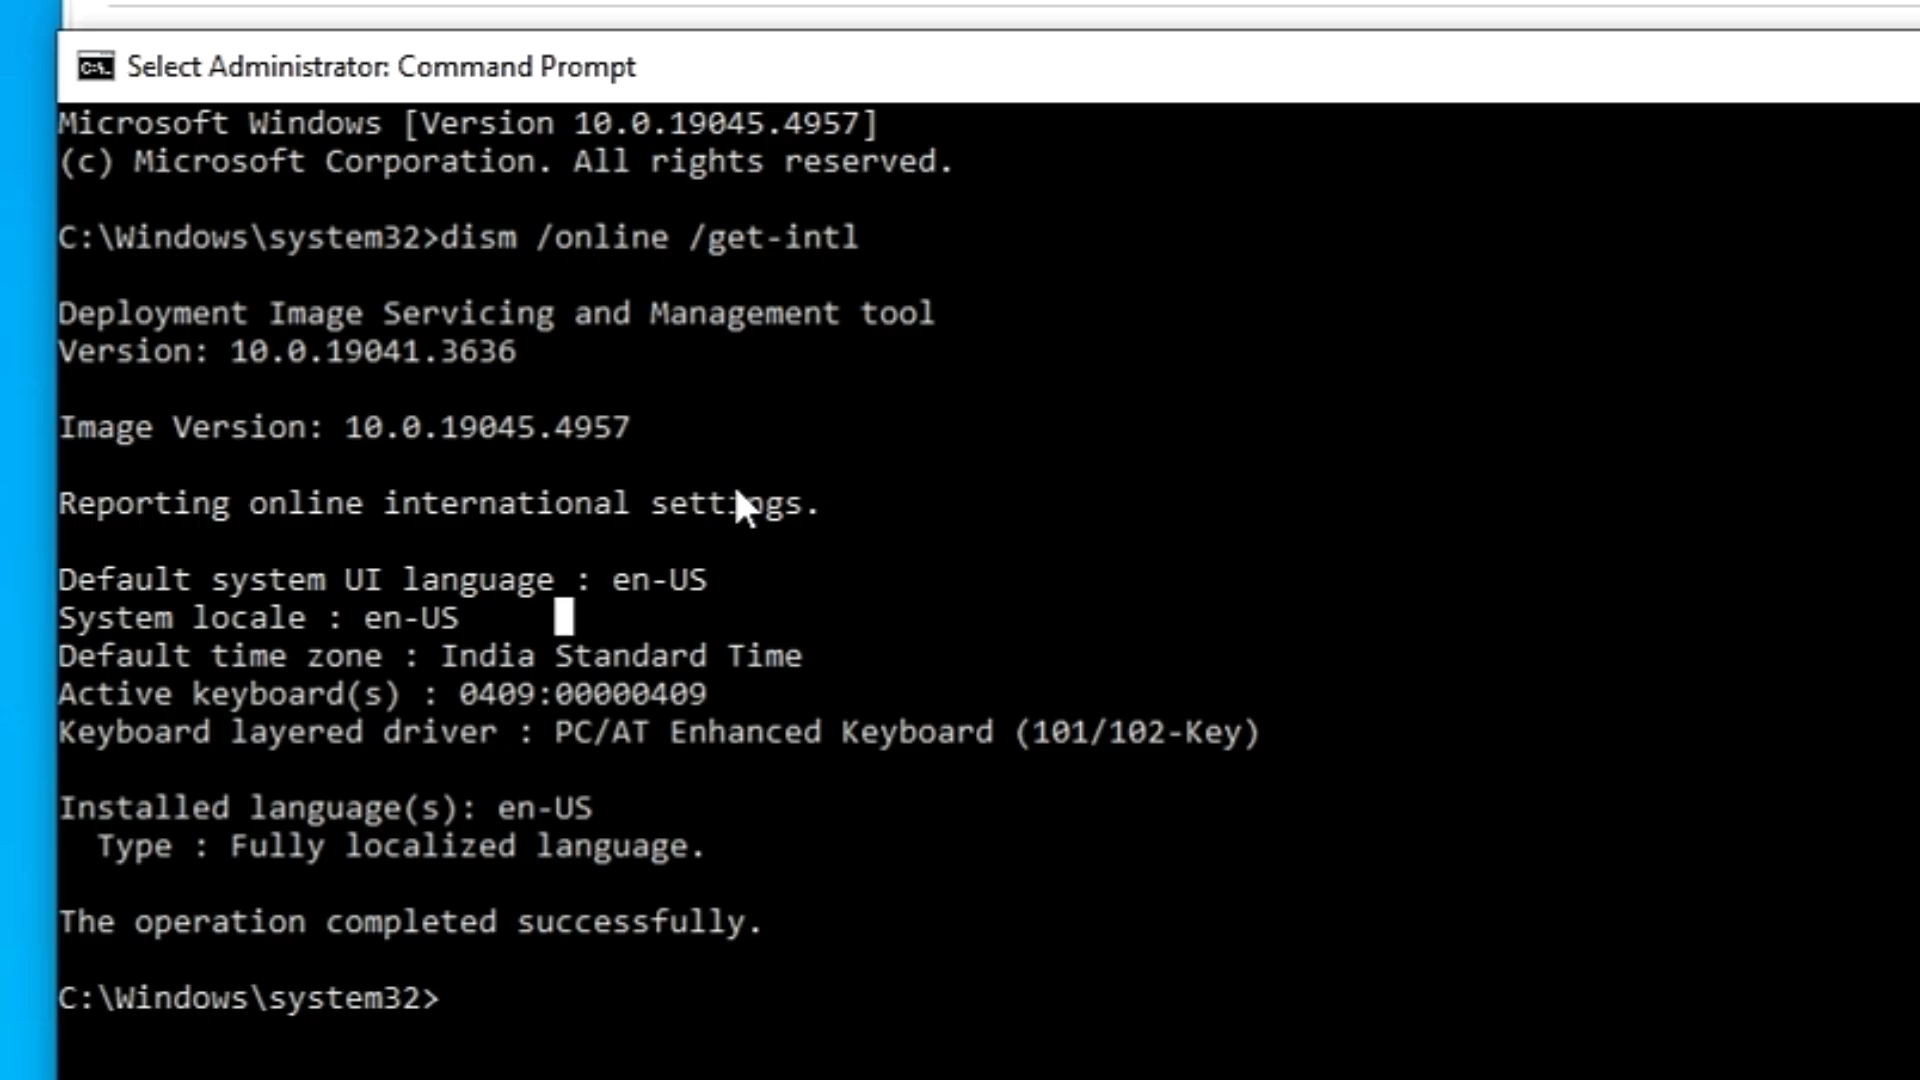 Select Administrator: Command Prompt
Microsoft Windows [Version 10.0.19045.4957]
(c) Microsoft Corporation. All rights reserved.
C:\Windows\system32>dism /online /get-intl
Deployment Image Servicing and Management tool
Version: 10.0.19041.3636
Image Version: 10.0.19045.4957
Reporting online international settings.
Default system UI language : en-US
System locale : en-US
Default time zone : India Standard Time
Active keyboard(s) : 0409:00000409
Keyboard layered driver : PC/AT Enhanced Keyboard (101/102-Key)
Installed language(s): en-US
Type : Fully localized language.
The operation completed successfully.
C:\Windows\system32>